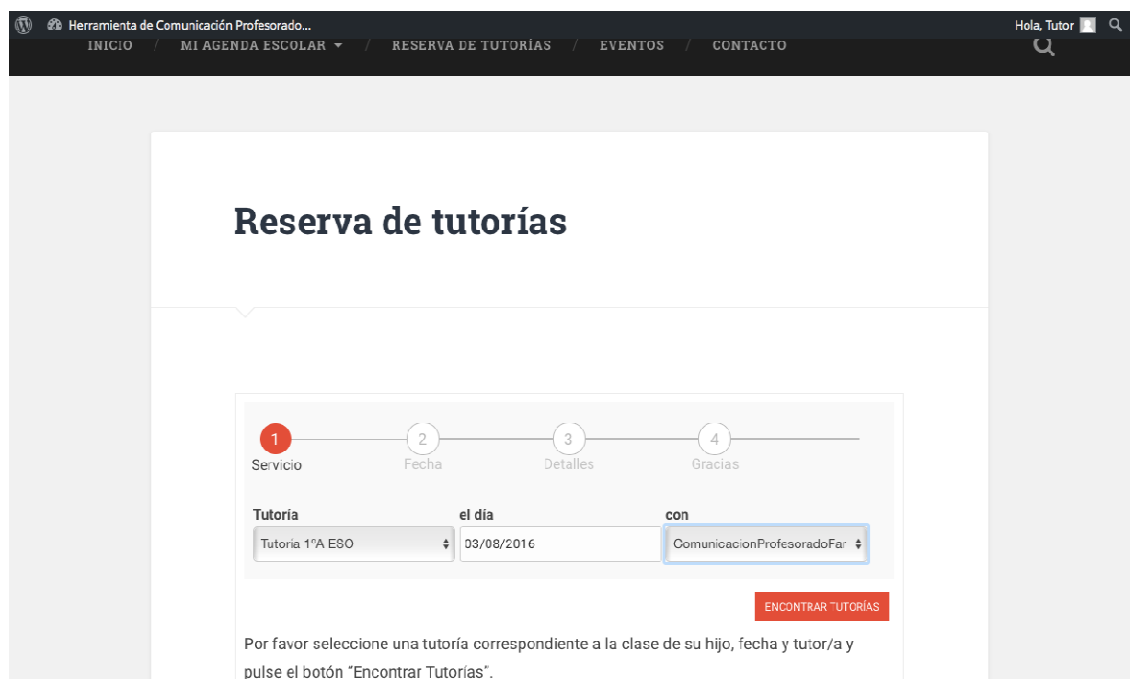 Herramienta de Comunicación Profesorado... Hola, Tutor
INICIO / MI AGENDA ESCOLAR / RESERVA DE TUTORÍAS / EVENTOS / CONTACTO
Reserva de tutorías
1 2 3 4
Servicio Fecha Detalles Gracias
Tutoría el día con
Tutoria 1ºA ESO 03/08/2016 ComunicacionProfesoradoFar
ENCONTRAR TUTORÍAS
Por favor seleccione una tutoría correspondiente a la clase de su hijo, fecha y tutor/a y
pulse el botón “Encontrar Tutorías”.